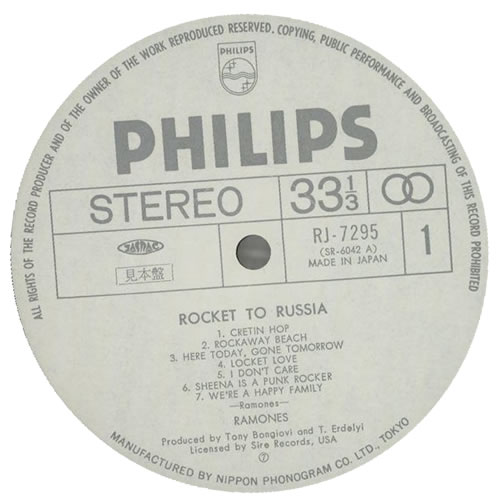 ALL RIGHTS OF THE RECORD PRODUCER AND OF THE OWNER OF THE WORK REPRODUCED RESERVED. COPYING, PUBLIC PERFORMANCE AND BROADCASTING OF THIS RECORD PROHIBITED
PHILIPS
PHILIPS
STEREO
33 1/3
JASRAC
見本盤
RJ-7295
(SR-6042 A)
MADE IN JAPAN
1
ROCKET TO RUSSIA
1. CRETIN HOP
2. ROCKAWAY BEACH
3. HERE TODAY, GONE TOMORROW
4. LOCKET LOVE
5. I DON'T CARE
6. SHEENA IS A PUNK ROCKER
7. WE'RE A HAPPY FAMILY
—Ramones—
RAMONES
Produced by Tony Bongiovi and T. Erdelyi
Licensed by Sire Records, USA
⑦
MANUFACTURED BY NIPPON PHONOGRAM CO. LTD., TOKYO